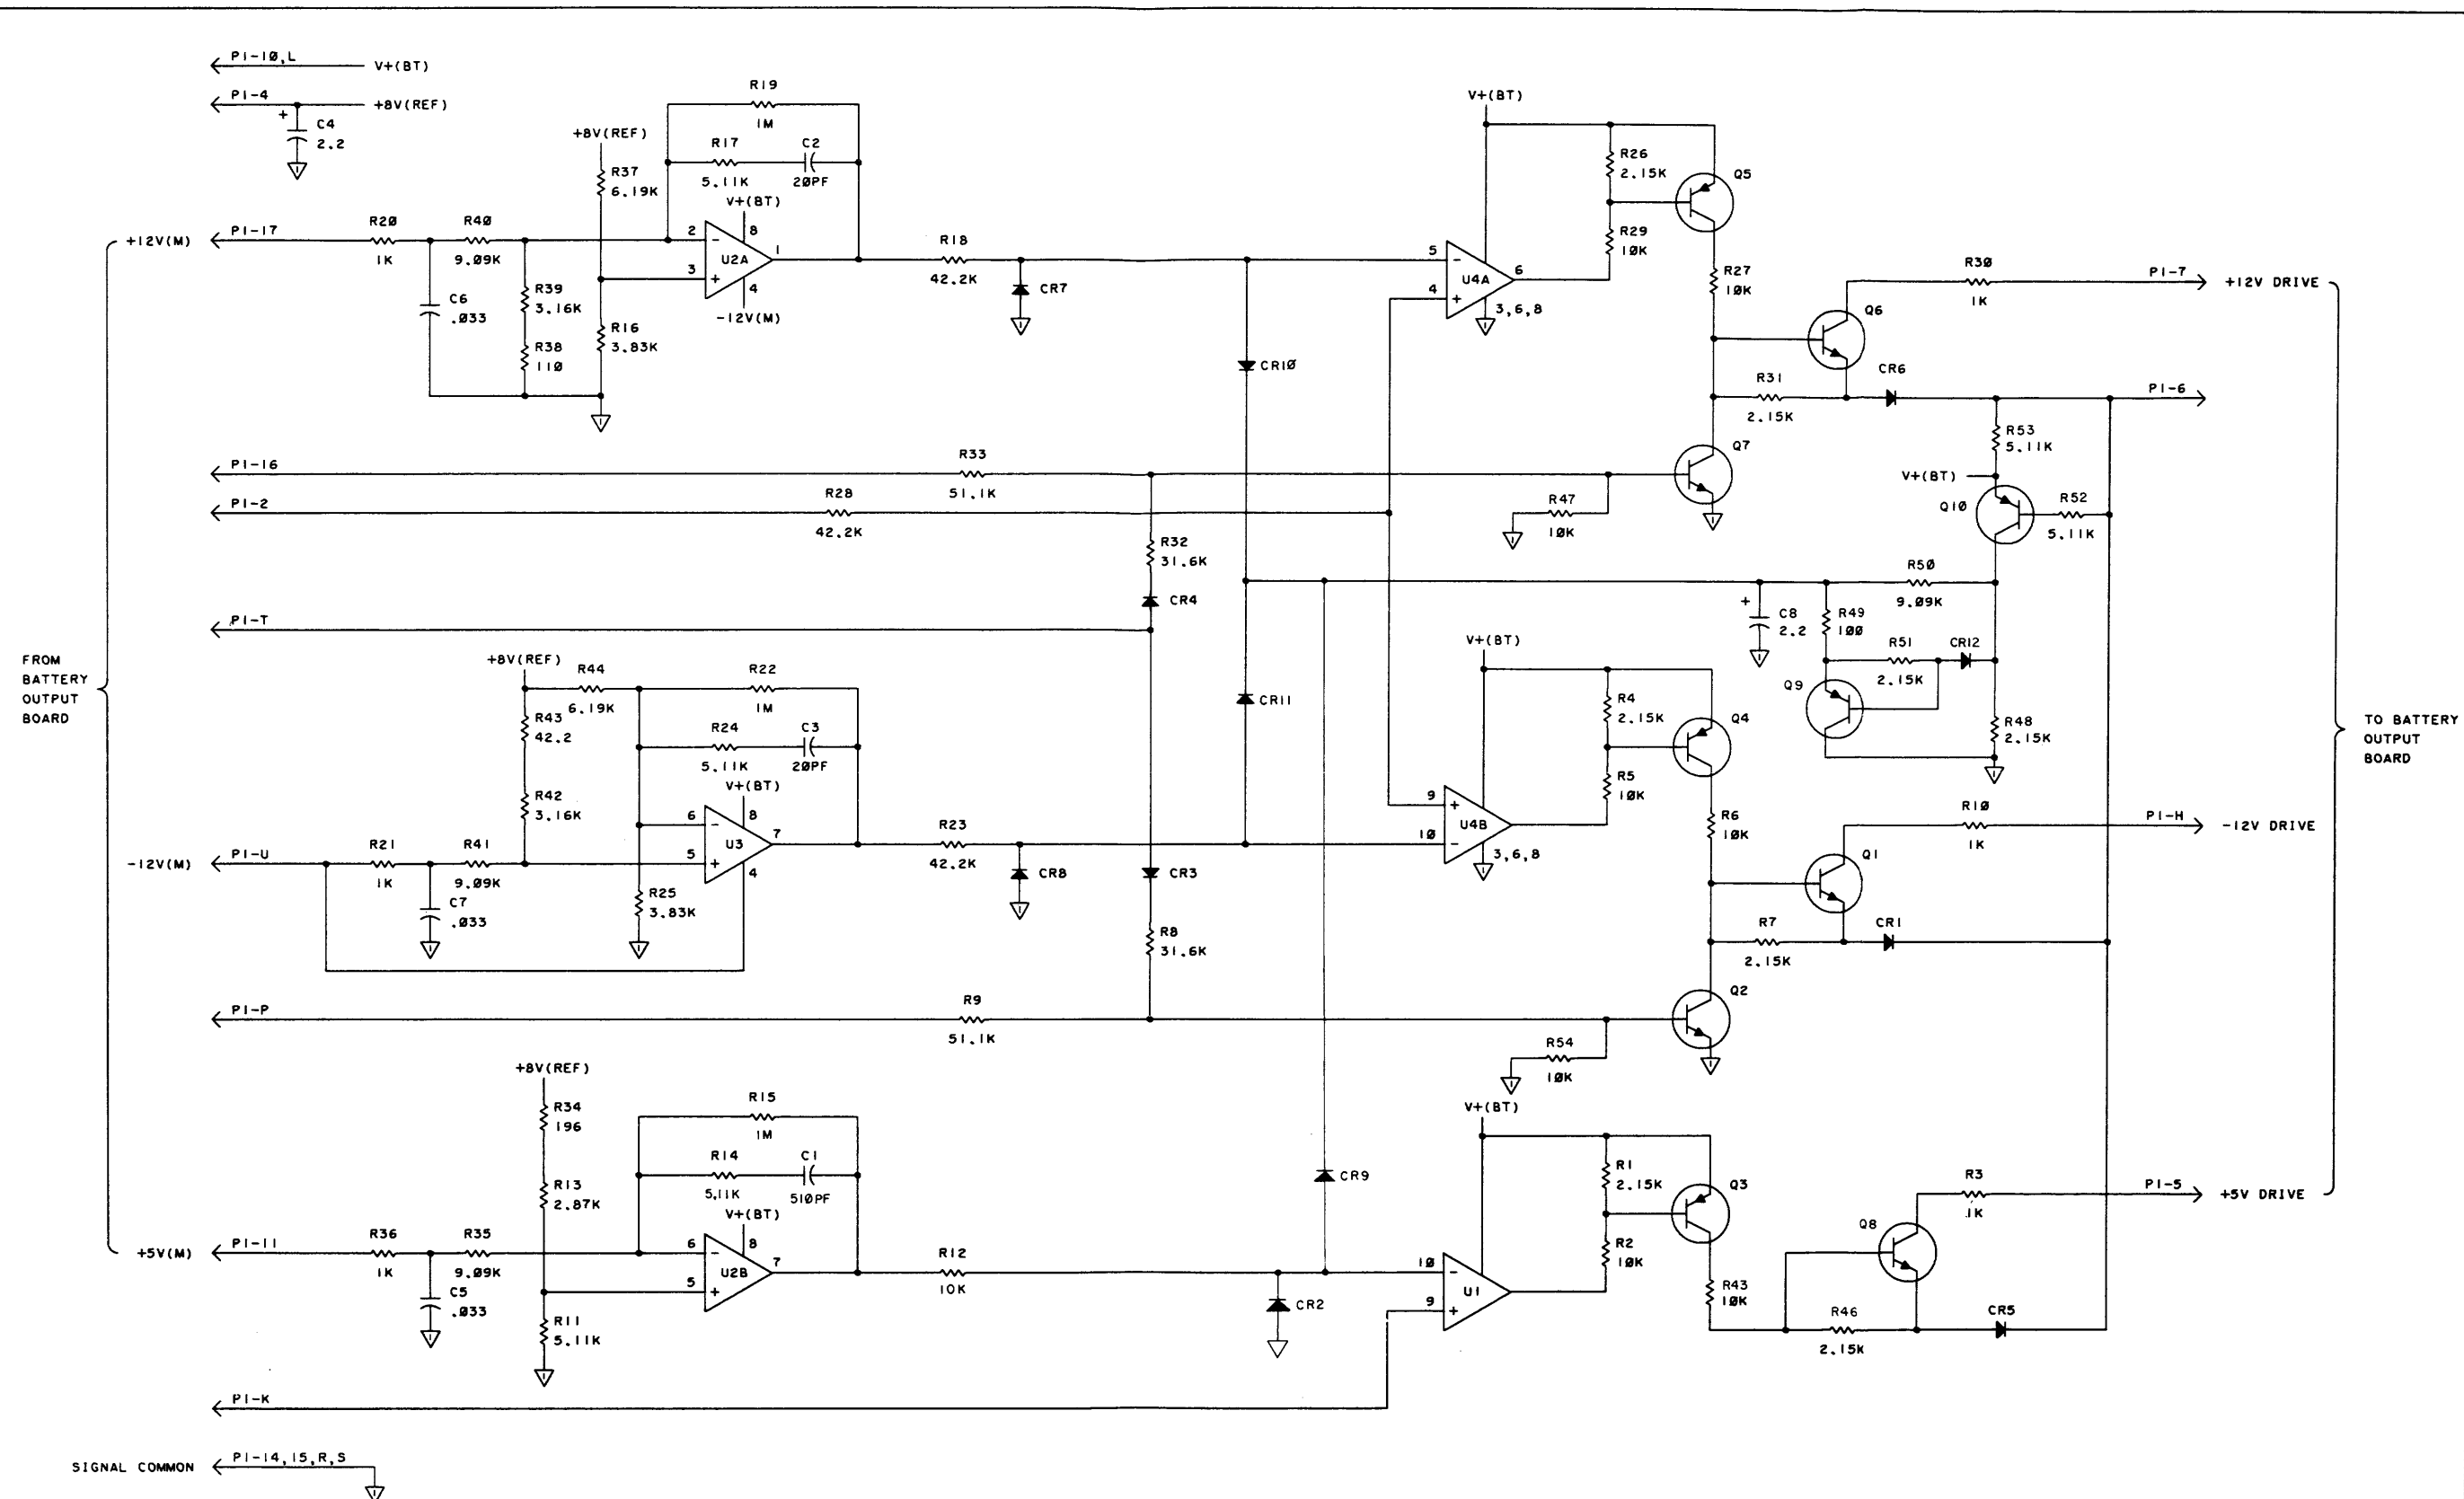 P1-10,L
V+(BT)
P1-4
+8V(REF)
+
C4
2.2
R19
1M
R17
5.11K
C2
20PF
+8V(REF)
R37
6.19K
V+(BT)
+12V(M)
P1-17
R20
1K
R40
9.09K
2
-
8
U2A
1
3
+
4
-12V(M)
C6
.033
R39
3.16K
R38
110
R16
3.83K
R18
42.2K
CR7
CR10
V+(BT)
R26
2.15K
Q5
R29
10K
5
-
U4A
6
4
+
3,6,8
R27
10K
R30
1K
P1-7
+12V DRIVE
Q6
CR6
R31
2.15K
P1-6
R53
5.11K
V+(BT)
Q10
R52
5.11K
P1-16
R33
51.1K
P1-2
R28
42.2K
Q7
R47
10K
R32
31.6K
CR4
P1-T
R50
9.09K
+
C8
2.2
R49
100
R51
2.15K
CR12
Q9
R48
2.15K
FROM
BATTERY
OUTPUT
BOARD
TO BATTERY
OUTPUT
BOARD
+8V(REF)
R44
6.19K
R22
1M
R43
42.2
R24
5.11K
C3
20PF
V+(BT)
R42
3.16K
CR11
V+(BT)
R4
2.15K
Q4
R5
10K
-12V(M)
P1-U
R21
1K
R41
9.09K
6
-
8
U3
7
5
+
4
C7
.033
R25
3.83K
R23
42.2K
CR8
CR3
R8
31.6K
9
+
U4B
10
-
3,6,8
R6
10K
R10
1K
P1-H
-12V DRIVE
Q1
R7
2.15K
CR1
P1-P
R9
51.1K
Q2
R54
10K
+8V(REF)
R34
196
R13
2.87K
R15
1M
R14
5.11K
C1
510PF
V+(BT)
CR9
V+(BT)
R1
2.15K
Q3
R2
10K
R3
1K
P1-5
+5V DRIVE
Q8
+5V(M)
P1-11
R36
1K
R35
9.09K
6
-
8
U2B
7
5
+
C5
.033
R11
5.11K
R12
10K
CR2
10
-
U1
9
+
R43
10K
R46
2.15K
CR5
P1-K
SIGNAL COMMON
P1-14,15,R,S